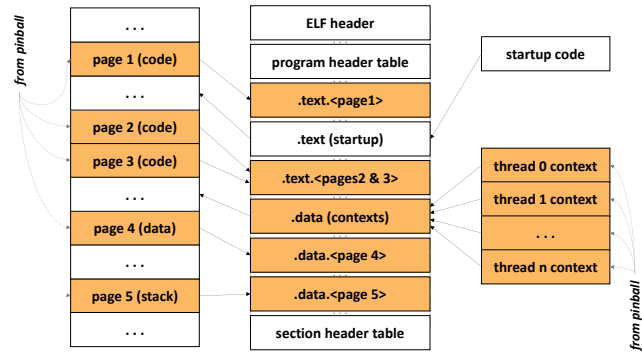 from pinball
. . .
page 1 (code)
. . .
page 2 (code)
page 3 (code)
. . .
page 4 (data)
. . .
page 5 (stack)
. . .
ELF header
program header table
.text.<page1>
.text (startup)
.text.<pages2 & 3>
.data (contexts)
.data.<page 4>
.data.<page 5>
section header table
startup code
thread 0 context
thread 1 context
. . .
thread n context
from pinball